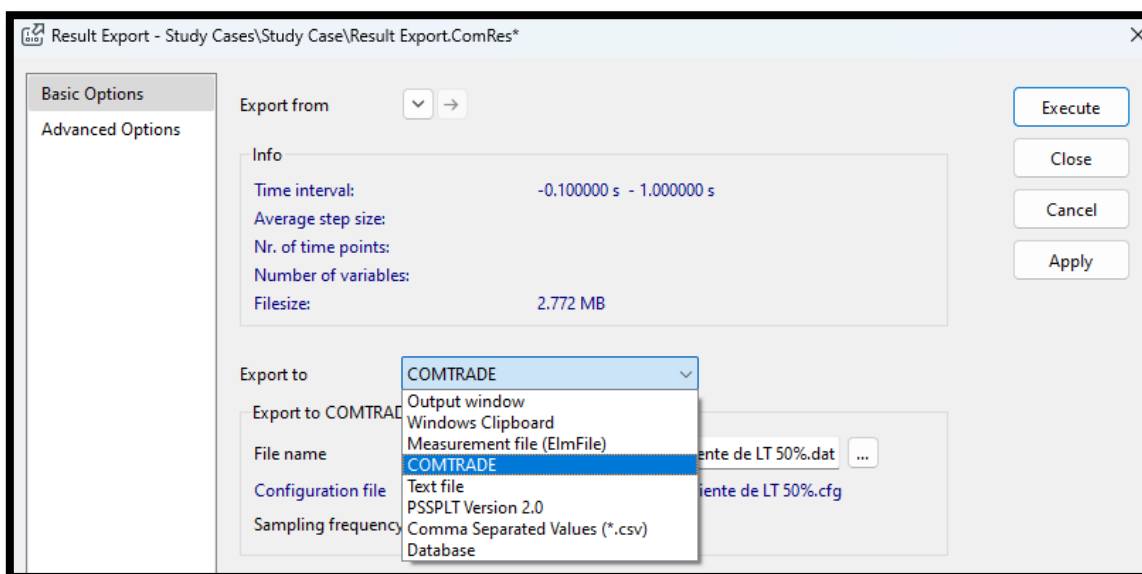 Result Export - Study Cases\Study Case\Result Export.ComRes*
Basic Options
Advanced Options
Export from
Execute
Close
Cancel
Apply
Info
Time interval: -0.100000 s - 1.000000 s
Average step size:
Nr. of time points:
Number of variables:
Filesize: 2.772 MB
Export to COMTRADE
Output window
Windows Clipboard
Measurement file (ElmFile)
COMTRADE
Text file
PSSPLT Version 2.0
Comma Separated Values (*.csv)
Database
Export to
File name de LT 50%.dat ...
Configuration file de LT 50%.cfg
Sampling frequency